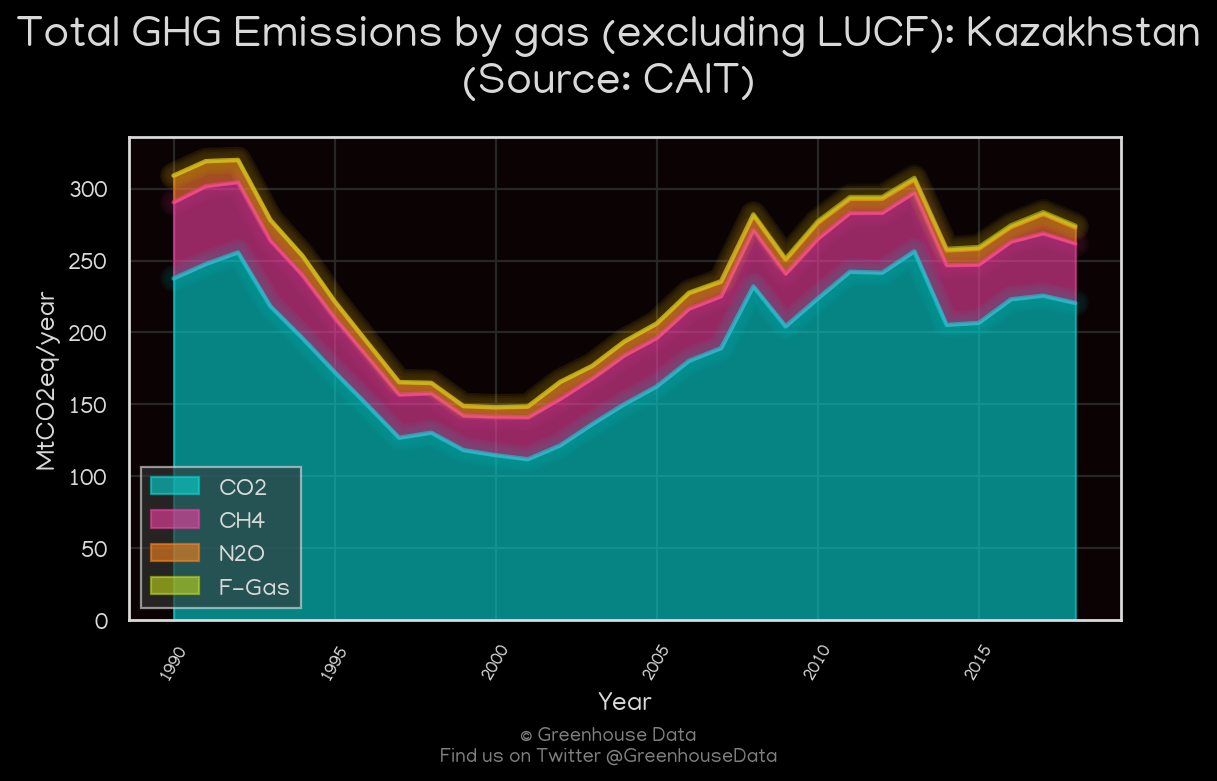 Total GHG Emissions by gas (excluding LUCF): Kazakhstan
(Source: CAIT)
MtCO2eq/year
300
250
200
150
100
50
0
CO2
CH4
N2O
F-Gas
1990
1995
2000
2005
2010
2015
Year
© Greenhouse Data
Find us on Twitter @GreenhouseData